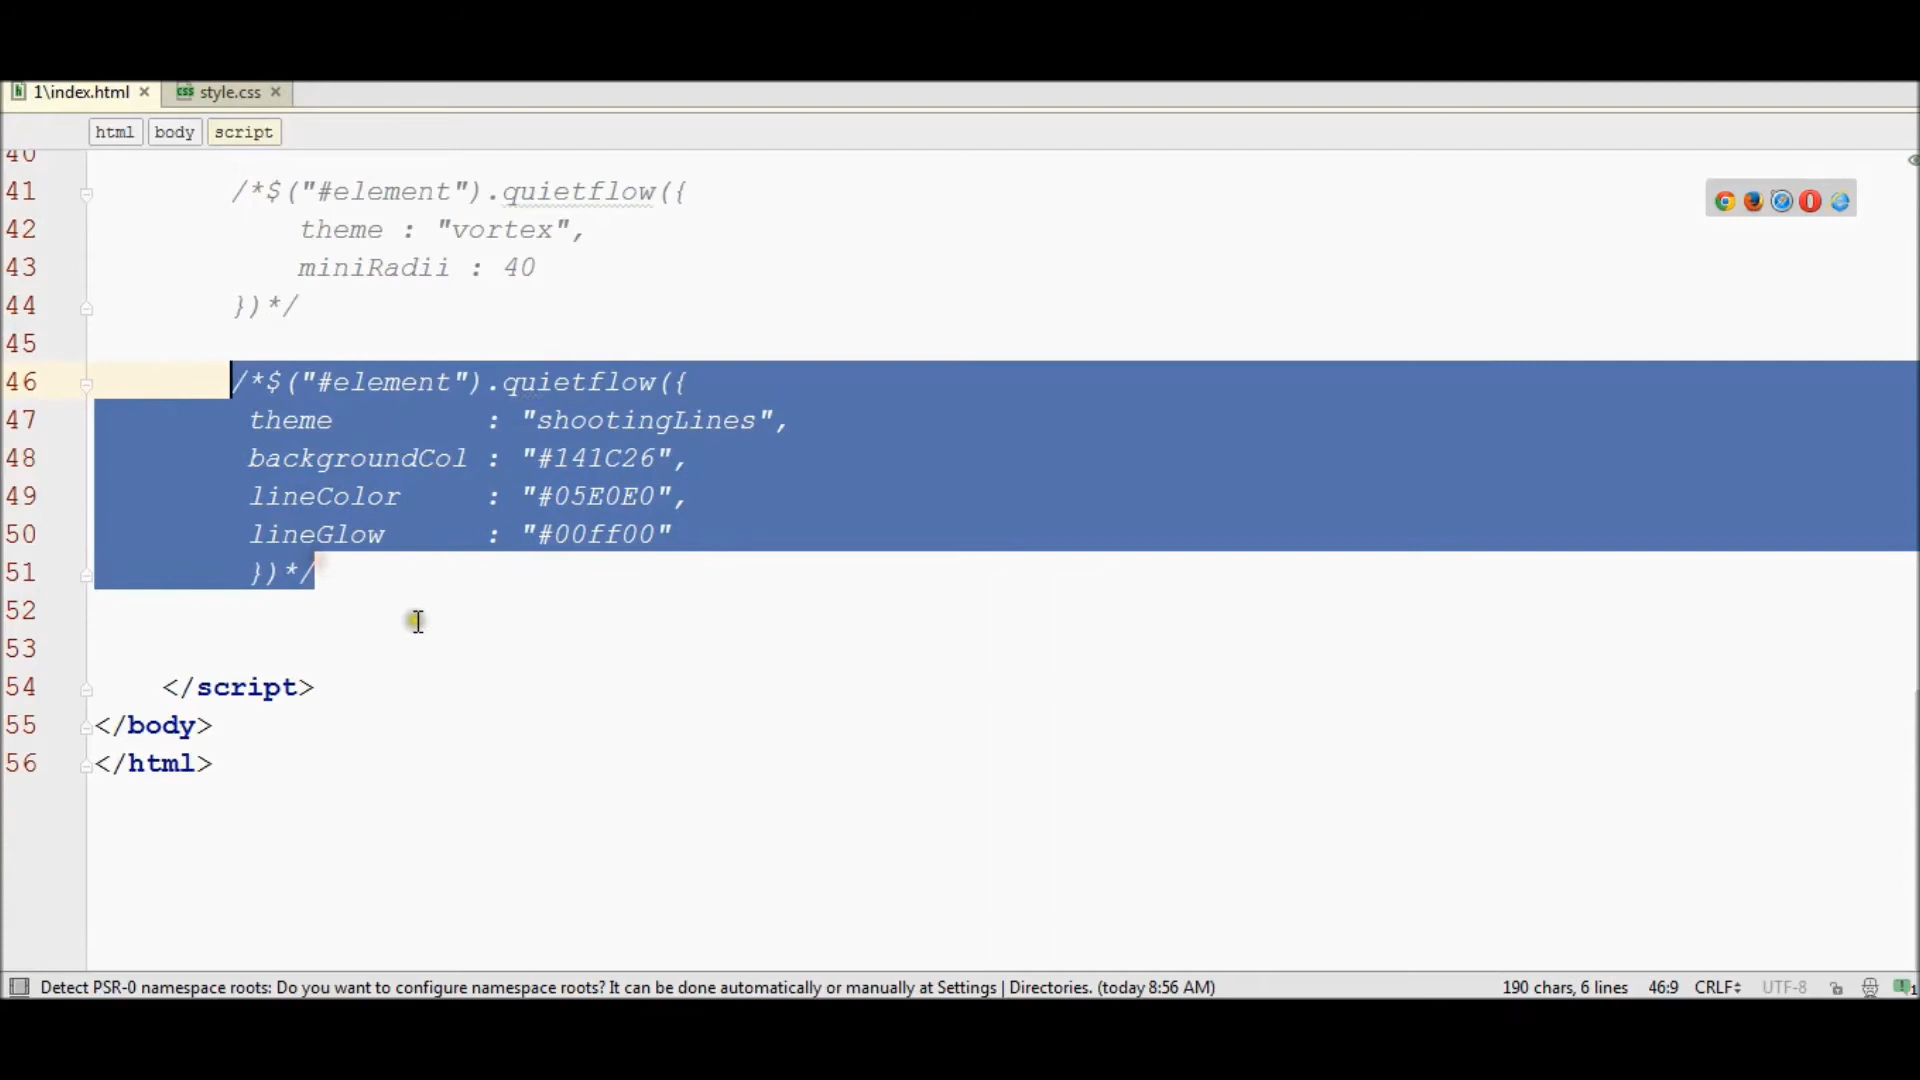 1\index.html
style.css
html body script
40
41 /*$("#element").quietflow({
42 theme : "vortex",
43 miniRadii : 40
44 })*/
45
46 /*$("#element").quietflow({
47 theme : "shootingLines",
48 backgroundCol : "#141C26",
49 lineColor : "#05E0E0",
50 lineGlow : "#00ff00"
51 })*/
52
53
54 </script>
55 </body>
56 </html>
Detect PSR-0 namespace roots: Do you want to configure namespace roots? It can be done automatically or manually at Settings | Directories. (today 8:56 AM) 190 chars, 6 lines 46:9 CRLF UTF-8 1